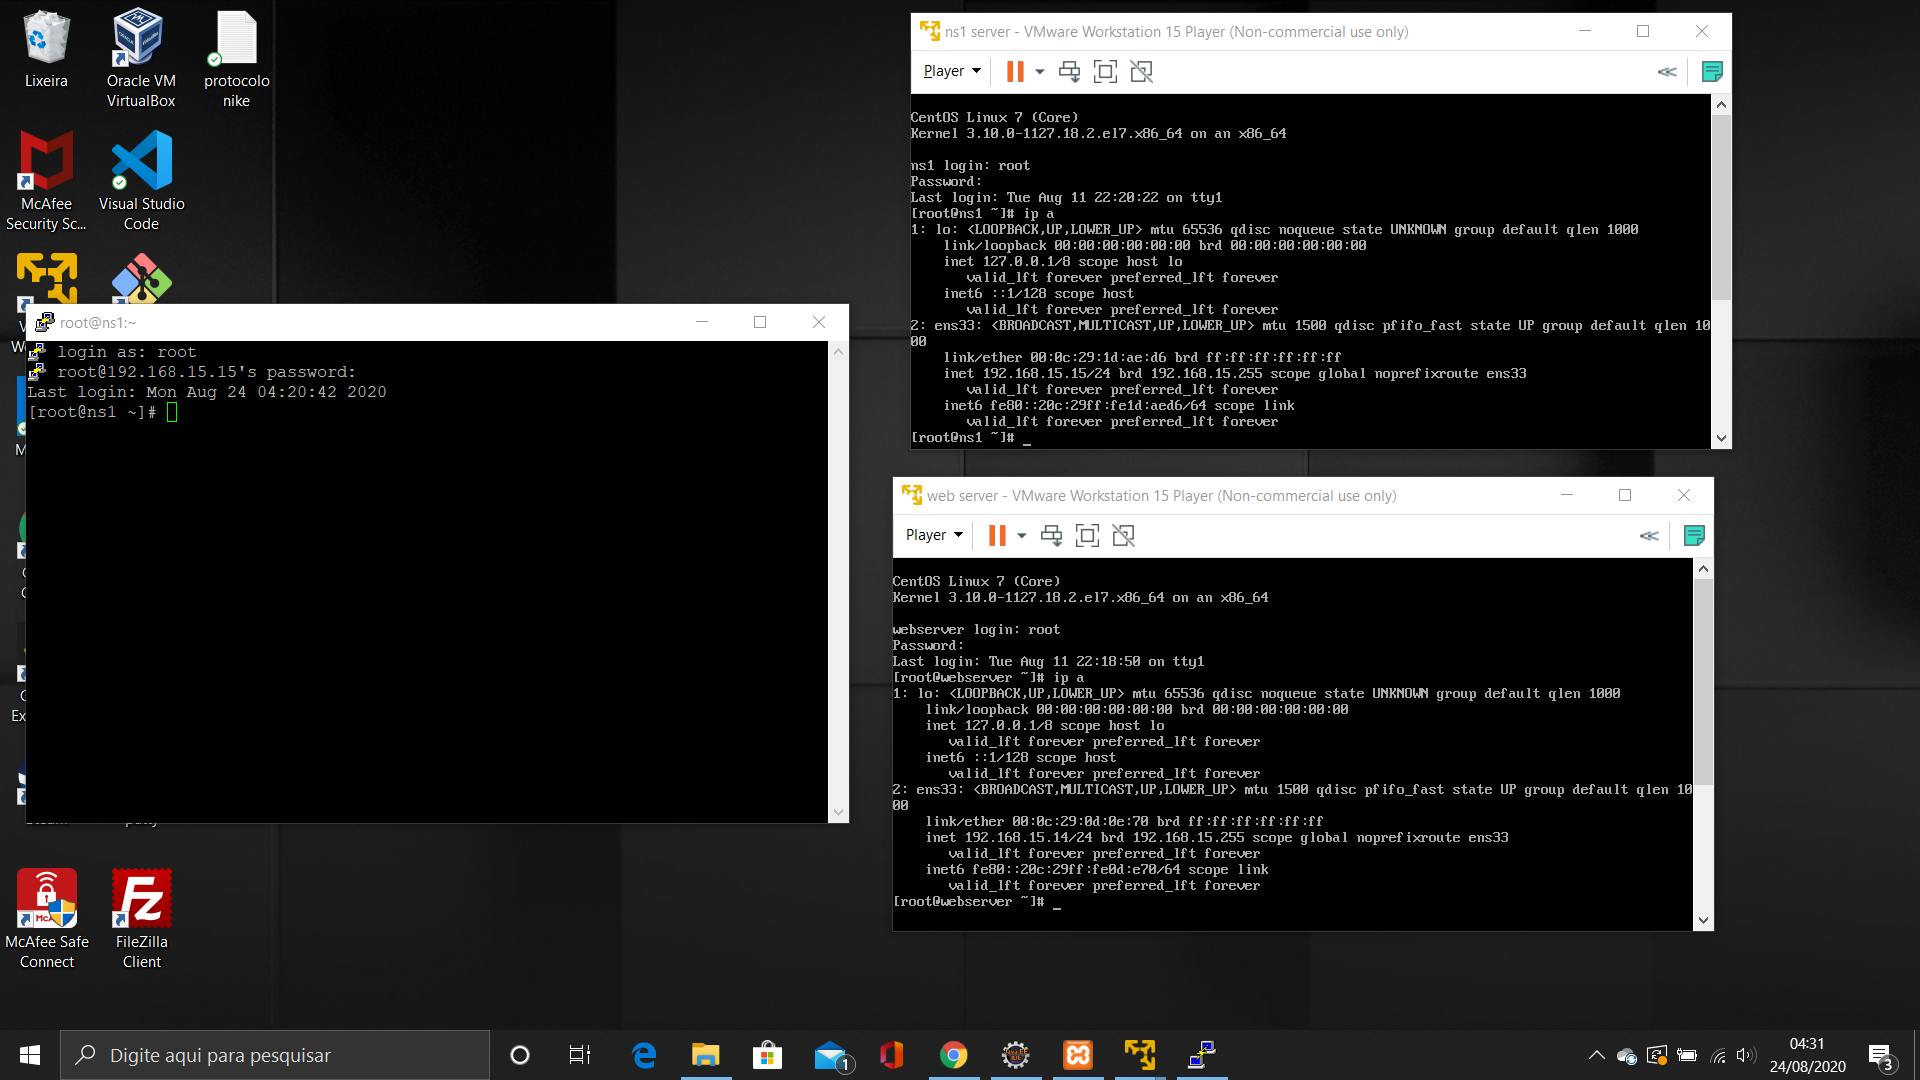 Lixeira
Oracle VM
VirtualBox
protocolo
nike
McAfee
Security Sc...
Visual Studio
Code
root@ns1:~
login as: root
root@192.168.15.15's password:
Last login: Mon Aug 24 04:20:42 2020
[root@ns1 ~]#
McAfee Safe
Connect
FileZilla
Client
ns1 server - VMware Workstation 15 Player (Non-commercial use only)
Player
CentOS Linux 7 (Core)
Kernel 3.10.0-1127.18.2.el7.x86_64 on an x86_64
ns1 login: root
Password:
Last login: Tue Aug 11 22:20:22 on tty1
[root@ns1 ~]# ip a
1: lo: <LOOPBACK,UP,LOWER_UP> mtu 65536 qdisc noqueue state UNKNOWN group default qlen 1000
link/loopback 00:00:00:00:00:00 brd 00:00:00:00:00:00
inet 127.0.0.1/8 scope host lo
valid_lft forever preferred_lft forever
inet6 ::1/128 scope host
valid_lft forever preferred_lft forever
2: ens33: <BROADCAST,MULTICAST,UP,LOWER_UP> mtu 1500 qdisc pfifo_fast state UP group default qlen 10
00
link/ether 00:0c:29:1d:ae:d6 brd ff:ff:ff:ff:ff:ff
inet 192.168.15.15/24 brd 192.168.15.255 scope global noprefixroute ens33
valid_lft forever preferred_lft forever
inet6 fe80::20c:29ff:fe1d:aed6/64 scope link
valid_lft forever preferred_lft forever
[root@ns1 ~]# _
web server - VMware Workstation 15 Player (Non-commercial use only)
Player
CentOS Linux 7 (Core)
Kernel 3.10.0-1127.18.2.el7.x86_64 on an x86_64
webserver login: root
Password:
Last login: Tue Aug 11 22:18:50 on tty1
[root@webserver ~]# ip a
1: lo: <LOOPBACK,UP,LOWER_UP> mtu 65536 qdisc noqueue state UNKNOWN group default qlen 1000
link/loopback 00:00:00:00:00:00 brd 00:00:00:00:00:00
inet 127.0.0.1/8 scope host lo
valid_lft forever preferred_lft forever
inet6 ::1/128 scope host
valid_lft forever preferred_lft forever
2: ens33: <BROADCAST,MULTICAST,UP,LOWER_UP> mtu 1500 qdisc pfifo_fast state UP group default qlen 10
00
link/ether 00:0c:29:0d:0e:70 brd ff:ff:ff:ff:ff:ff
inet 192.168.15.14/24 brd 192.168.15.255 scope global noprefixroute ens33
valid_lft forever preferred_lft forever
inet6 fe80::20c:29ff:fe0d:e70/64 scope link
valid_lft forever preferred_lft forever
[root@webserver ~]# _
Digite aqui para pesquisar
1
04:31
24/08/2020
3